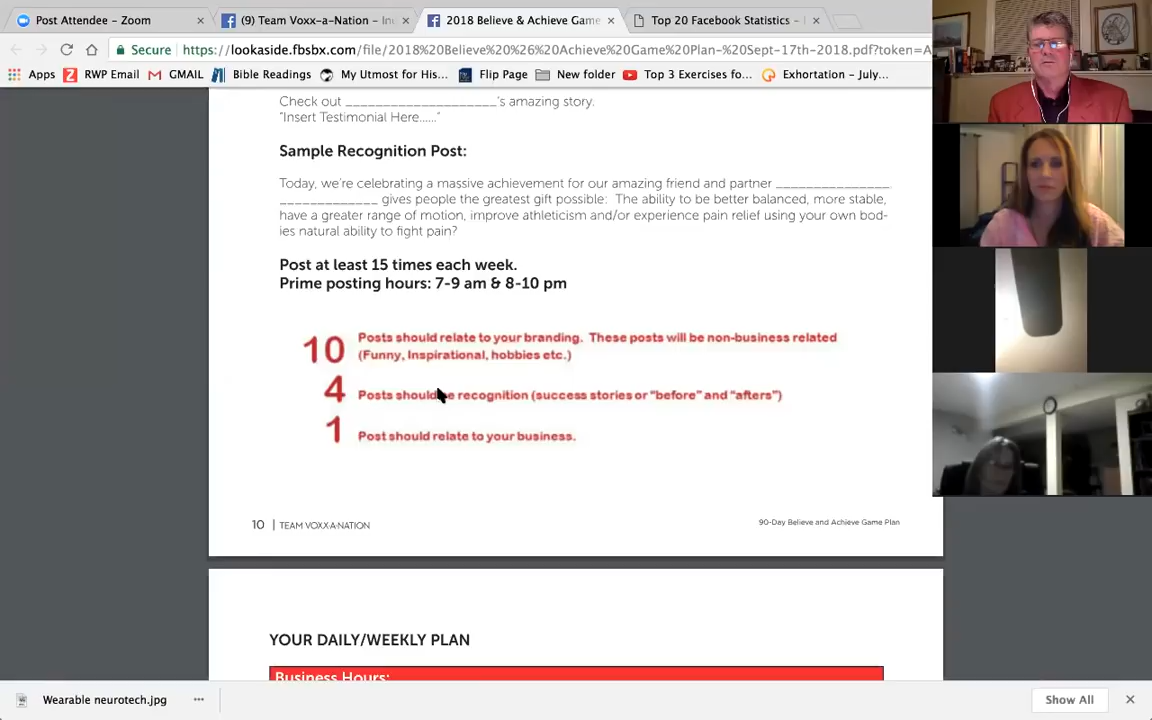 Post Attendee - Zoom
(9) Team Voxx-a-Nation - Inc
2018 Believe & Achieve Game
Top 20 Facebook Statistics -
Secure
https://lookaside.fbsbx.com/file/2018%20Believe%20%26%20Achieve%20Game%20Plan-%20Sept-17th-2018.pdf?token=A
Apps
RWP Email
GMAIL
Bible Readings
My Utmost for His...
Flip Page
New folder
Top 3 Exercises fo...
Exhortation - July...
Check out ____________________'s amazing story.
"Insert Testimonial Here....."
Sample Recognition Post:
Today, we're celebrating a massive achievement for our amazing friend and partner _______________.
_____________ gives people the greatest gift possible: The ability to be better balanced, more stable,
have a greater range of motion, improve athleticism and/or experience pain relief using your own bod-
ies natural ability to fight pain?
Post at least 15 times each week.
Prime posting hours: 7-9 am & 8-10 pm
10 Posts should relate to your branding. These posts will be non-business related
(Funny, Inspirational, hobbies etc.)
4 Posts should be recognition (success stories or "before" and "afters")
1 Post should relate to your business.
10 | TEAM VOXX-A-NATION
90-Day Believe and Achieve Game Plan
YOUR DAILY/WEEKLY PLAN
Business Hours:
Wearable neurotech.jpg
Show All